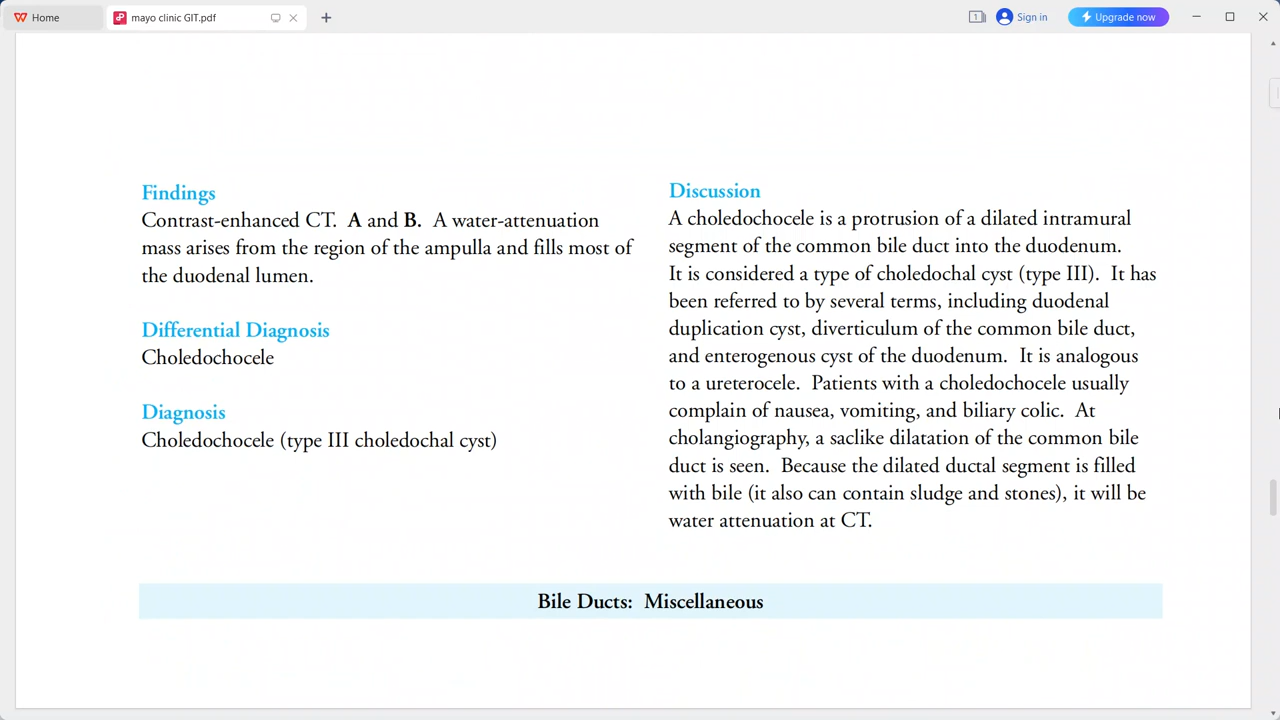 Home
mayo clinic GIT.pdf
1
Sign in
Upgrade now
Findings
Contrast-enhanced CT. A and B. A water-attenuation
mass arises from the region of the ampulla and fills most of
the duodenal lumen.
Differential Diagnosis
Choledochocele
Diagnosis
Choledochocele (type III choledochal cyst)
Discussion
A choledochocele is a protrusion of a dilated intramural
segment of the common bile duct into the duodenum.
It is considered a type of choledochal cyst (type III). It has
been referred to by several terms, including duodenal
duplication cyst, diverticulum of the common bile duct,
and enterogenous cyst of the duodenum. It is analogous
to a ureterocele. Patients with a choledochocele usually
complain of nausea, vomiting, and biliary colic. At
cholangiography, a saclike dilatation of the common bile
duct is seen. Because the dilated ductal segment is filled
with bile (it also can contain sludge and stones), it will be
water attenuation at CT.
Bile Ducts: Miscellaneous